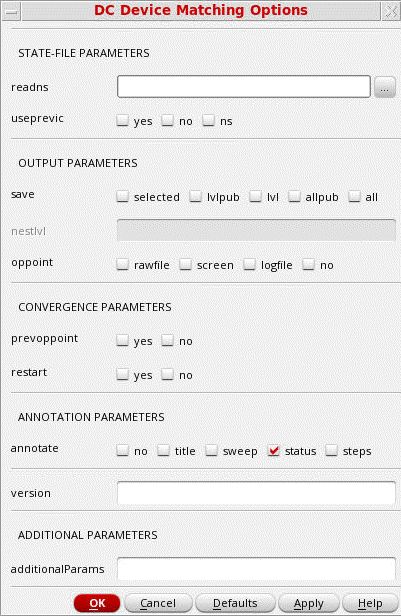 DC Device Matching Options
STATE-FILE PARAMETERS
readns ...
useprevic yes no ns
OUTPUT PARAMETERS
save selected lvlpub lvl allpub all
nestlvl
oppoint rawfile screen logfile no
CONVERGENCE PARAMETERS
prevoppoint yes no
restart yes no
ANNOTATION PARAMETERS
annotate no title sweep status steps
version
ADDITIONAL PARAMETERS
additionalParams
OK Cancel Defaults Apply Help